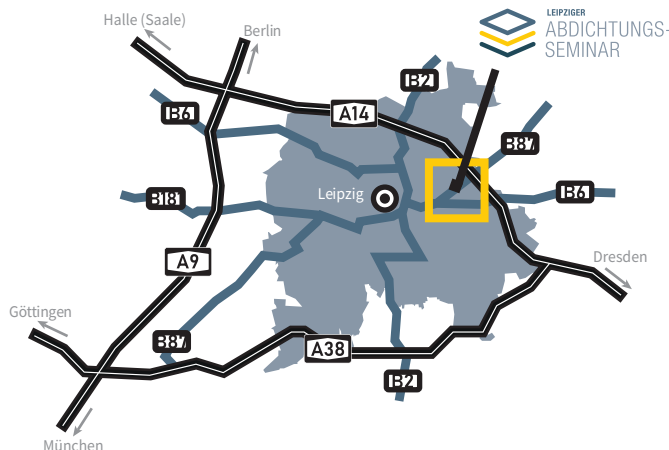 Halle (Saale)
Berlin
LEIPZIGER
ABDICHTUNGS-
SEMINAR
B2
B6
A14
B87
Leipzig
B181
B6
A9
Dresden
Göttingen
B87
A38
B2
München